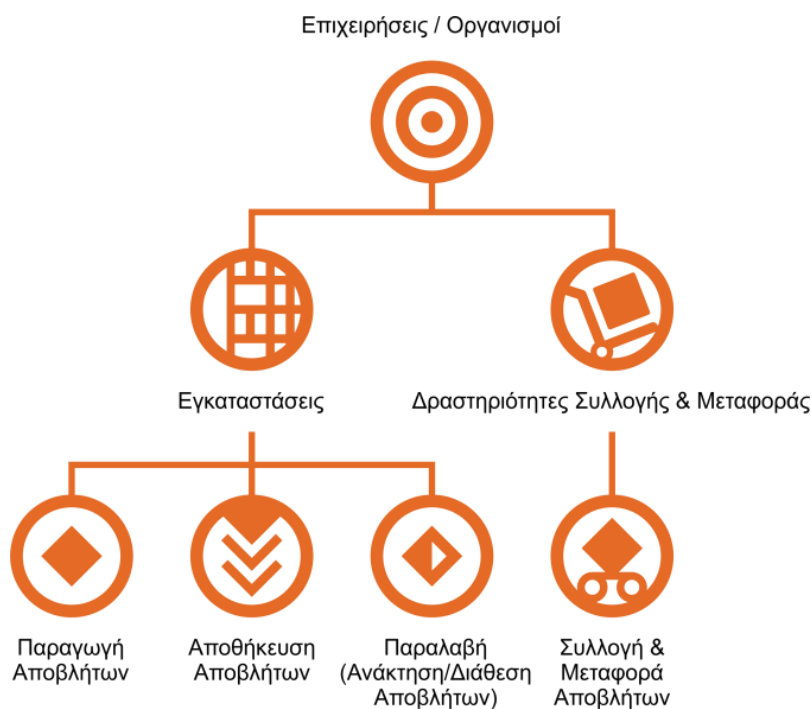 Επιχειρήσεις / Οργανισμοί
Εγκαταστάσεις
Δραστηριότητες Συλλογής & Μεταφοράς
Παραγωγή
Αποβλήτων
Αποθήκευση
Αποβλήτων
Παραλαβή
(Ανάκτηση/Διάθεση
Αποβλήτων)
Συλλογή &
Μεταφορά
Αποβλήτων